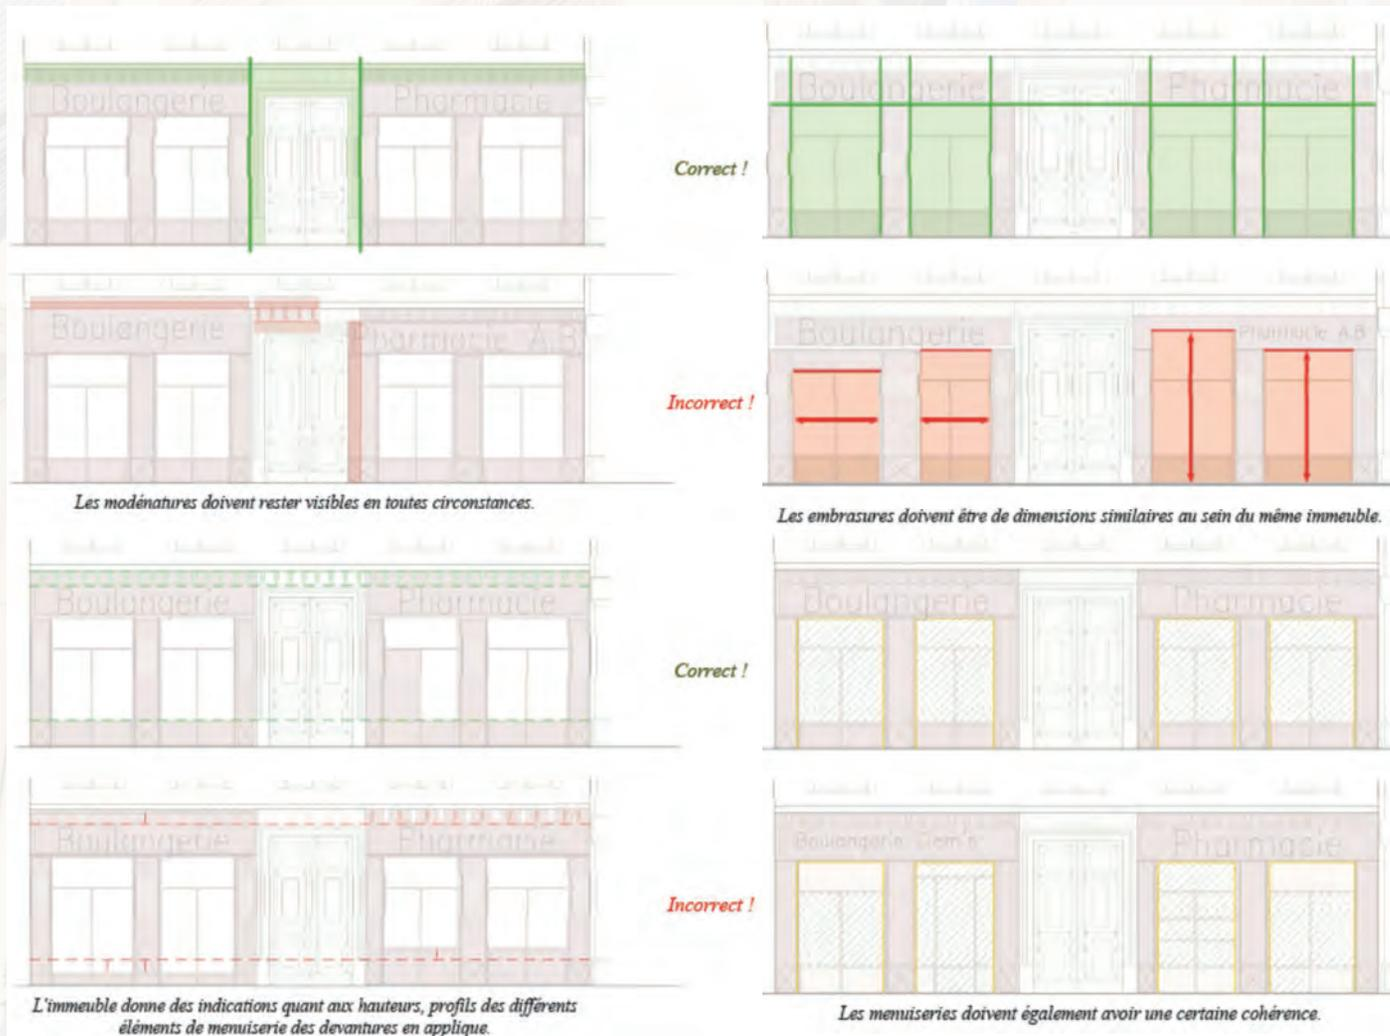 Boulangerie
Pharmacie
Boulangerie
Pharmacie
Correct !
Boulangerie
Pharmacie A.B
Boulangerie
Pharmacie A.B
Incorrect !
Les modénatures doivent rester visibles en toutes circonstances.
Les embrasures doivent être de dimensions similaires au sein du même immeuble.
Boulangerie
Pharmacie
Boulangerie
Pharmacie
Correct !
Boulangerie
Pharmacie
Boulangerie
Pharmacie
Incorrect !
L'immeuble donne des indications quant aux hauteurs, profils des différents
éléments de menuiserie des devantures en applique.
Les menuiseries doivent également avoir une certaine cohérence.